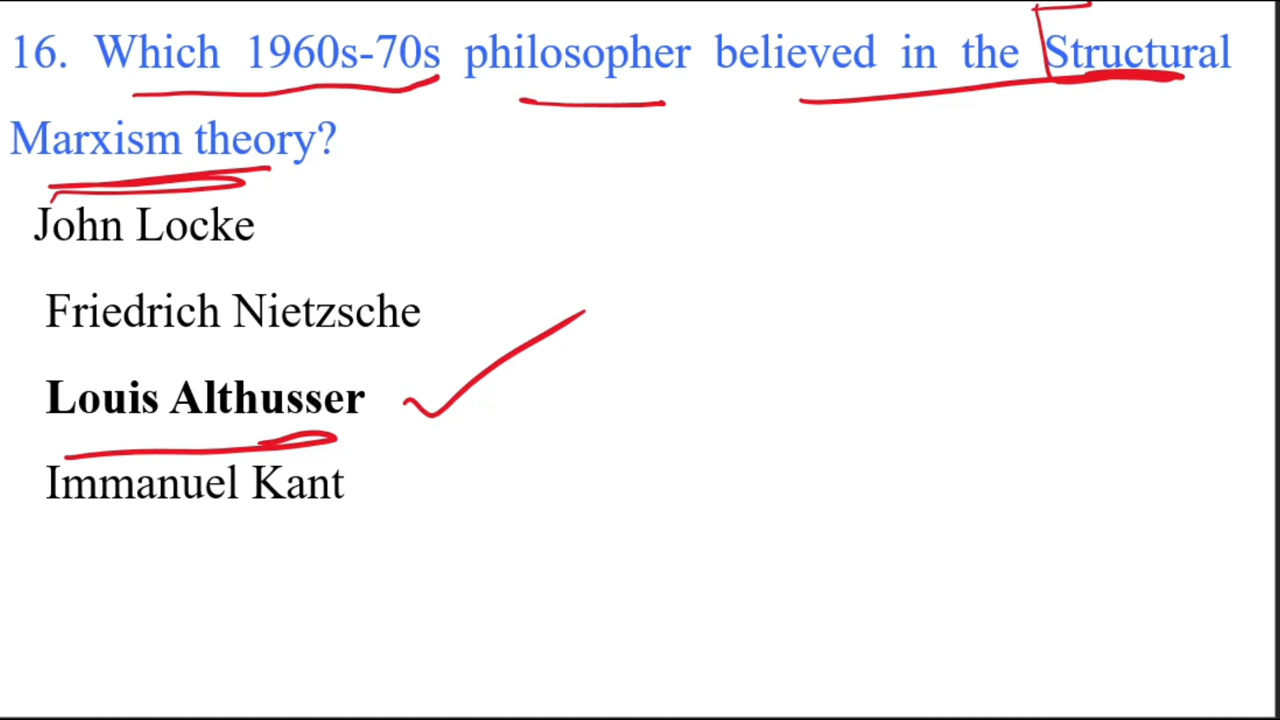 16. Which 1960s-70s philosopher believed in the Structural
Marxism theory?
John Locke
Friedrich Nietzsche
Louis Althusser
Immanuel Kant